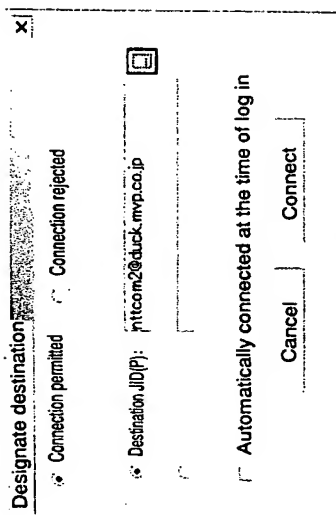 Designate destination
Connection permitted Connection rejected
Destination JID(P): nttcom2@duck.mvp.co.jp
Automatically connected at the time of log in
Cancel Connect